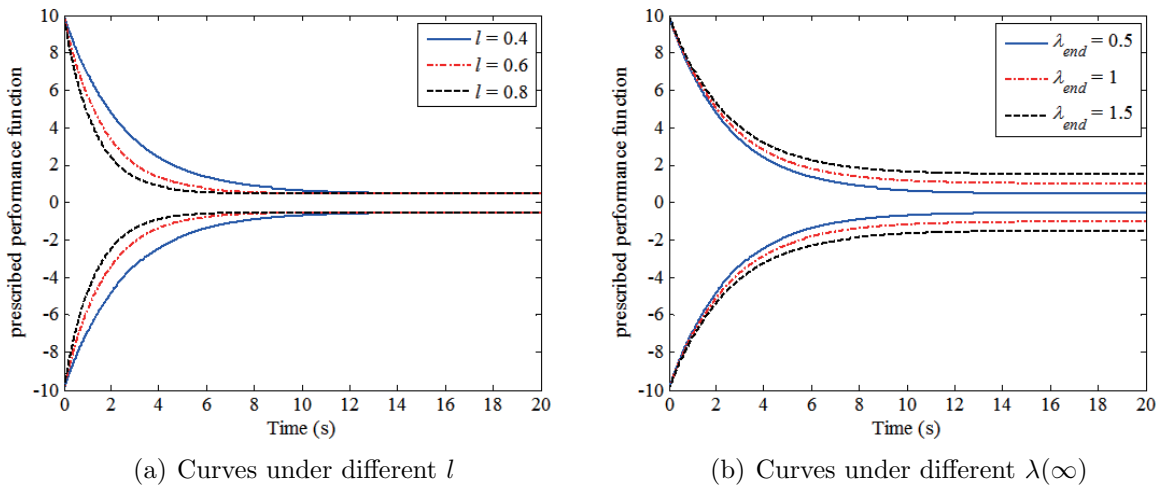 prescribed performance function
10
8
6
4
2
0
-2
-4
-6
-8
-10
l = 0.4
l = 0.6
l = 0.8
0 2 4 6 8 10 12 14 16 18 20
Time (s)
(a) Curves under different l
prescribed performance function
10
8
6
4
2
0
-2
-4
-6
-8
-10
λ_end = 0.5
λ_end = 1
λ_end = 1.5
0 2 4 6 8 10 12 14 16 18 20
Time (s)
(b) Curves under different λ(∞)